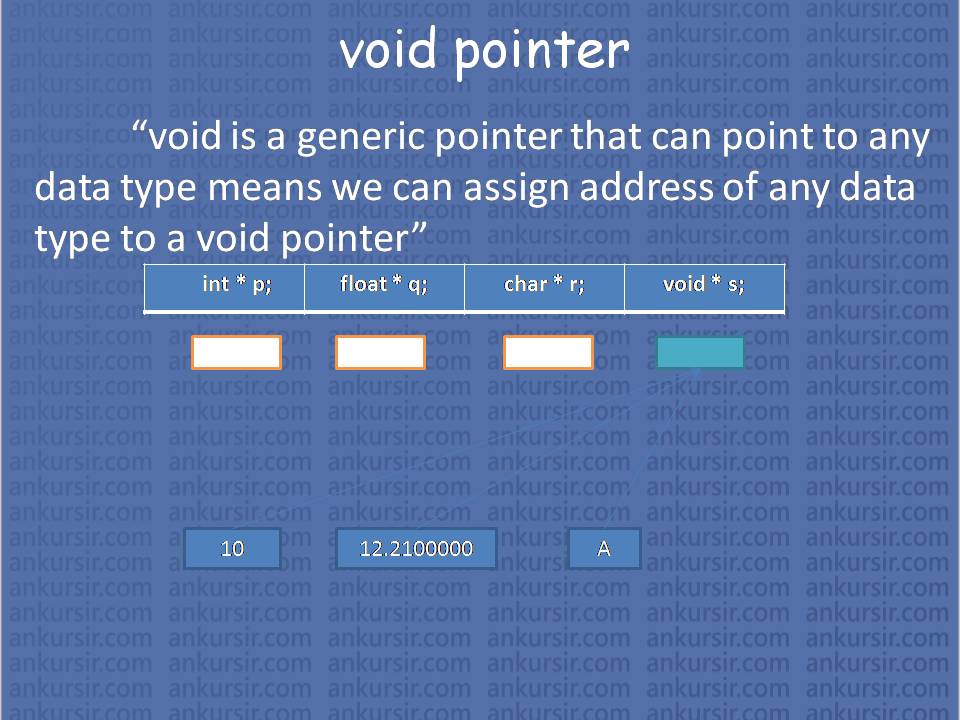 void pointer
“void is a generic pointer that can point to any
data type means we can assign address of any data
type to a void pointer”
int * p; float * q; char * r; void * s;
10 12.2100000 A
ankursir.com